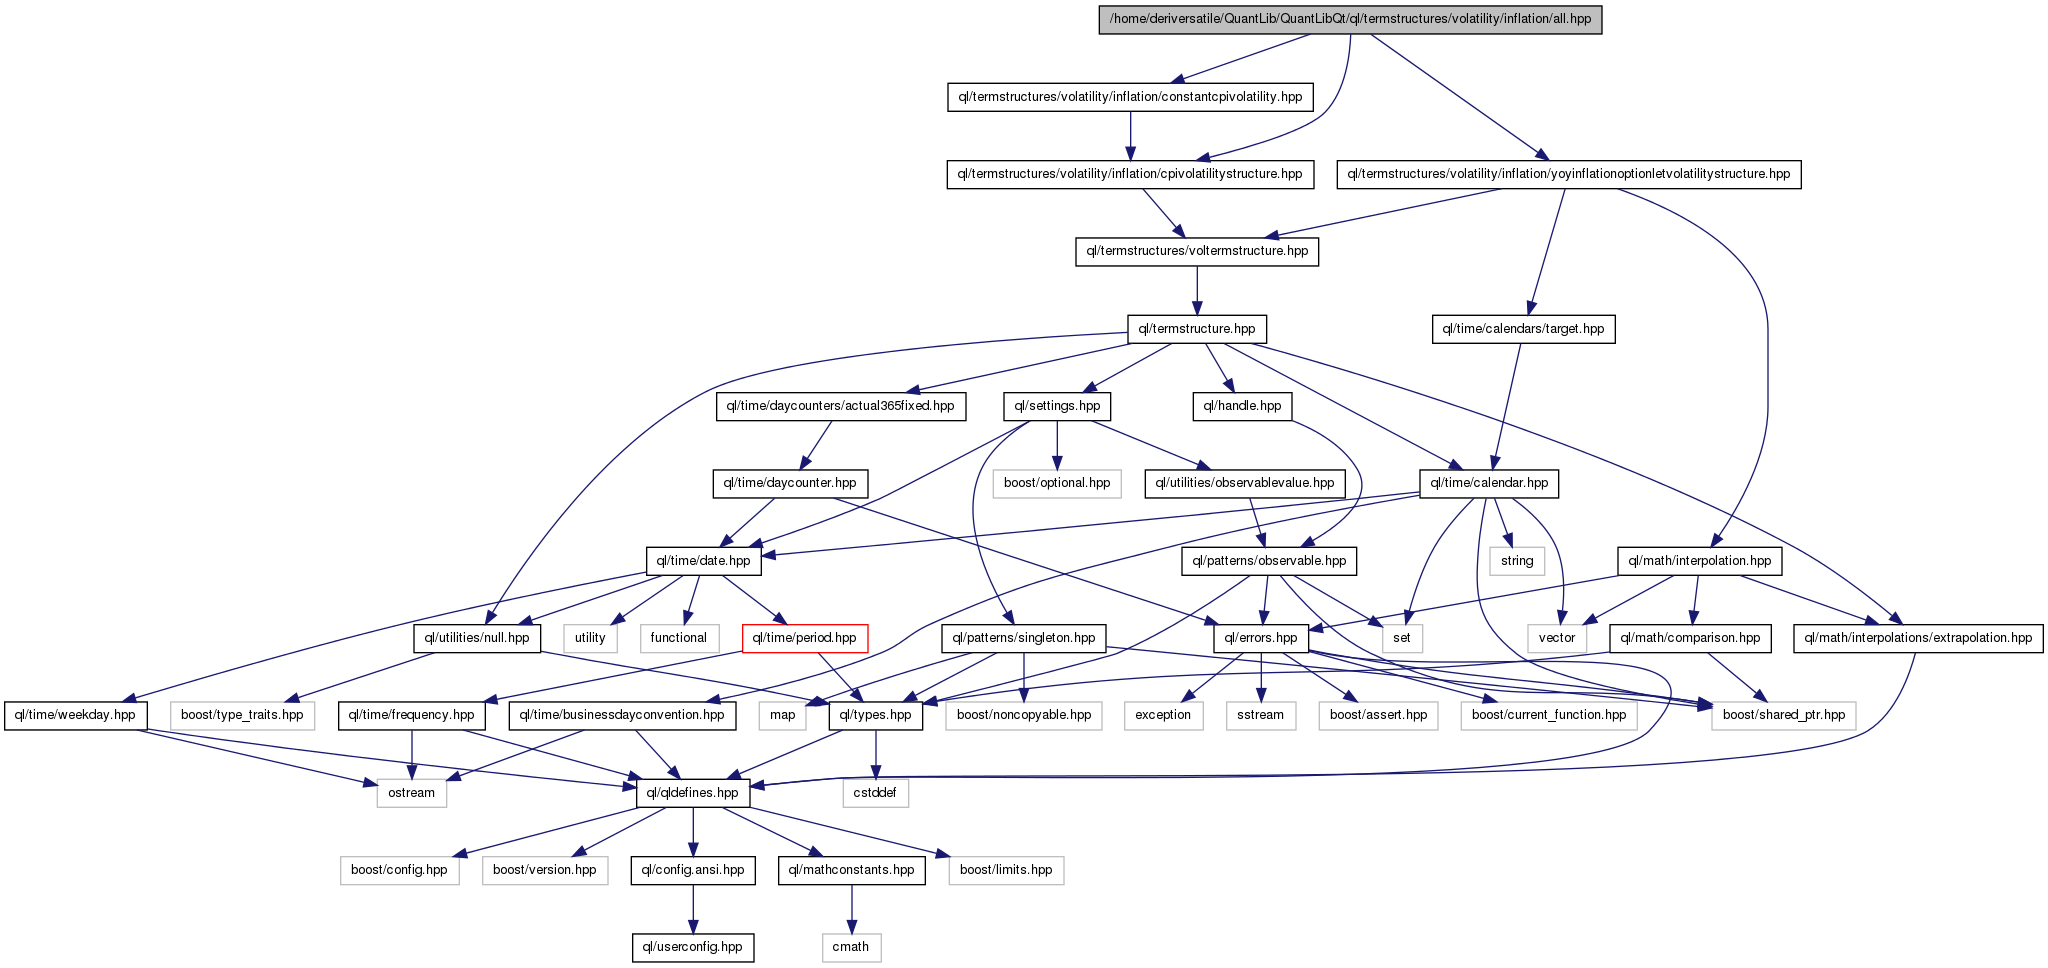 /home/deriversatile/QuantLib/QuantLibQt/ql/termstructures/volatility/inflation/all.hpp
ql/termstructures/volatility/inflation/constantcpivolatility.hpp
ql/termstructures/volatility/inflation/cpivolatilitystructure.hpp
ql/termstructures/volatility/inflation/yoyinflationoptionletvolatilitystructure.hpp
ql/termstructures/voltermstructure.hpp
ql/termstructure.hpp
ql/time/calendars/target.hpp
ql/time/daycounters/actual365fixed.hpp
ql/settings.hpp
ql/handle.hpp
ql/time/daycounter.hpp
boost/optional.hpp
ql/utilities/observablevalue.hpp
ql/time/calendar.hpp
ql/time/date.hpp
ql/patterns/observable.hpp
string
ql/math/interpolation.hpp
ql/utilities/null.hpp
utility
functional
ql/time/period.hpp
ql/patterns/singleton.hpp
ql/errors.hpp
set
vector
ql/math/comparison.hpp
ql/math/interpolations/extrapolation.hpp
ql/time/weekday.hpp
boost/type_traits.hpp
ql/time/frequency.hpp
ql/time/businessdayconvention.hpp
map
ql/types.hpp
boost/noncopyable.hpp
exception
sstream
boost/assert.hpp
boost/current_function.hpp
boost/shared_ptr.hpp
ostream
ql/qldefines.hpp
cstddef
boost/config.hpp
boost/version.hpp
ql/config.ansi.hpp
ql/mathconstants.hpp
boost/limits.hpp
ql/userconfig.hpp
cmath